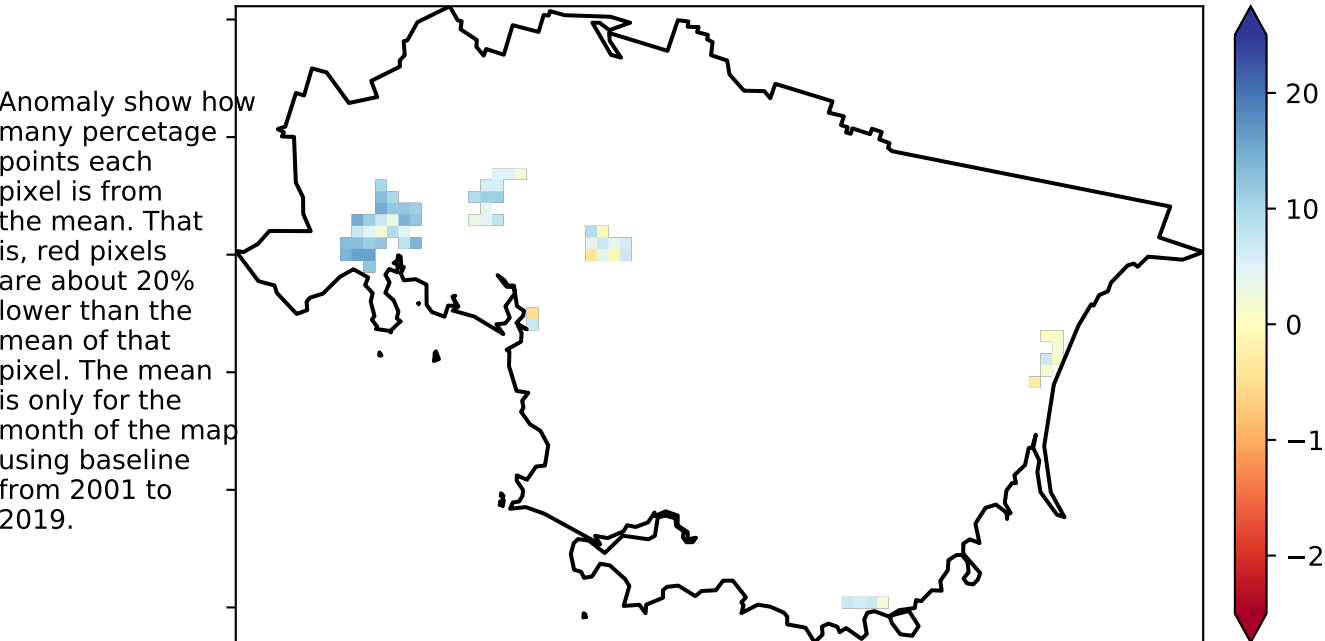 Anomaly show how
many percetage
points each
pixel is from
the mean. That
is, red pixels
are about 20%
lower than the
mean of that
pixel. The mean
is only for the
month of the map
using baseline
from 2001 to
2019.
20
10
0
−1
−2